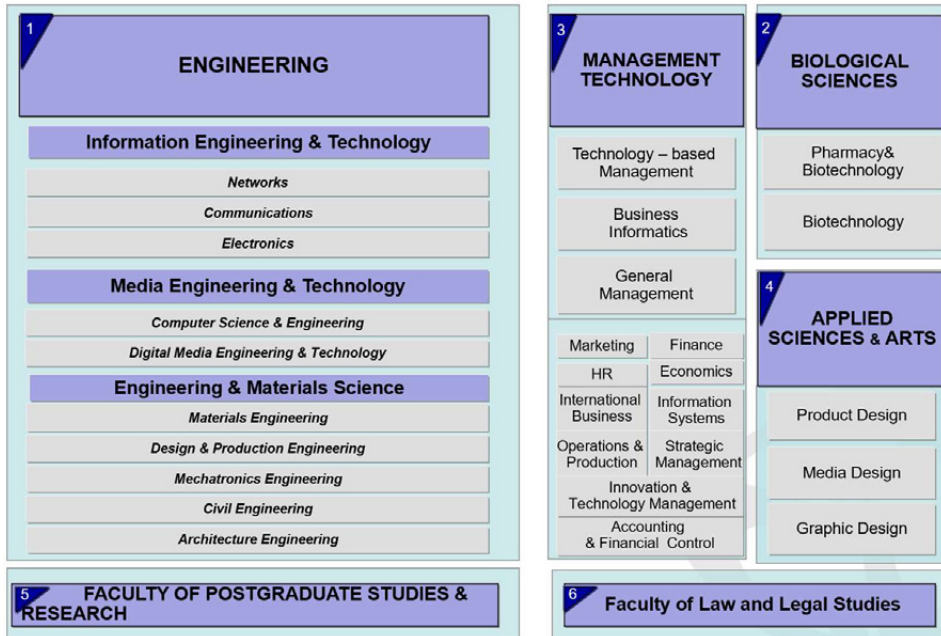 1
ENGINEERING
Information Engineering & Technology
Networks
Communications
Electronics
Media Engineering & Technology
Computer Science & Engineering
Digital Media Engineering & Technology
Engineering & Materials Science
Materials Engineering
Design & Production Engineering
Mechatronics Engineering
Civil Engineering
Architecture Engineering
3
MANAGEMENT
TECHNOLOGY
Technology – based
Management
Business
Informatics
General
Management
Marketing
Finance
HR
Economics
International
Business
Information
Systems
Operations &
Production
Strategic
Management
Innovation &
Technology Management
Accounting
& Financial Control
2
BIOLOGICAL
SCIENCES
Pharmacy&
Biotechnology
Biotechnology
4
APPLIED
SCIENCES & ARTS
Product Design
Media Design
Graphic Design
5
FACULTY OF POSTGRADUATE STUDIES &
RESEARCH
6
Faculty of Law and Legal Studies